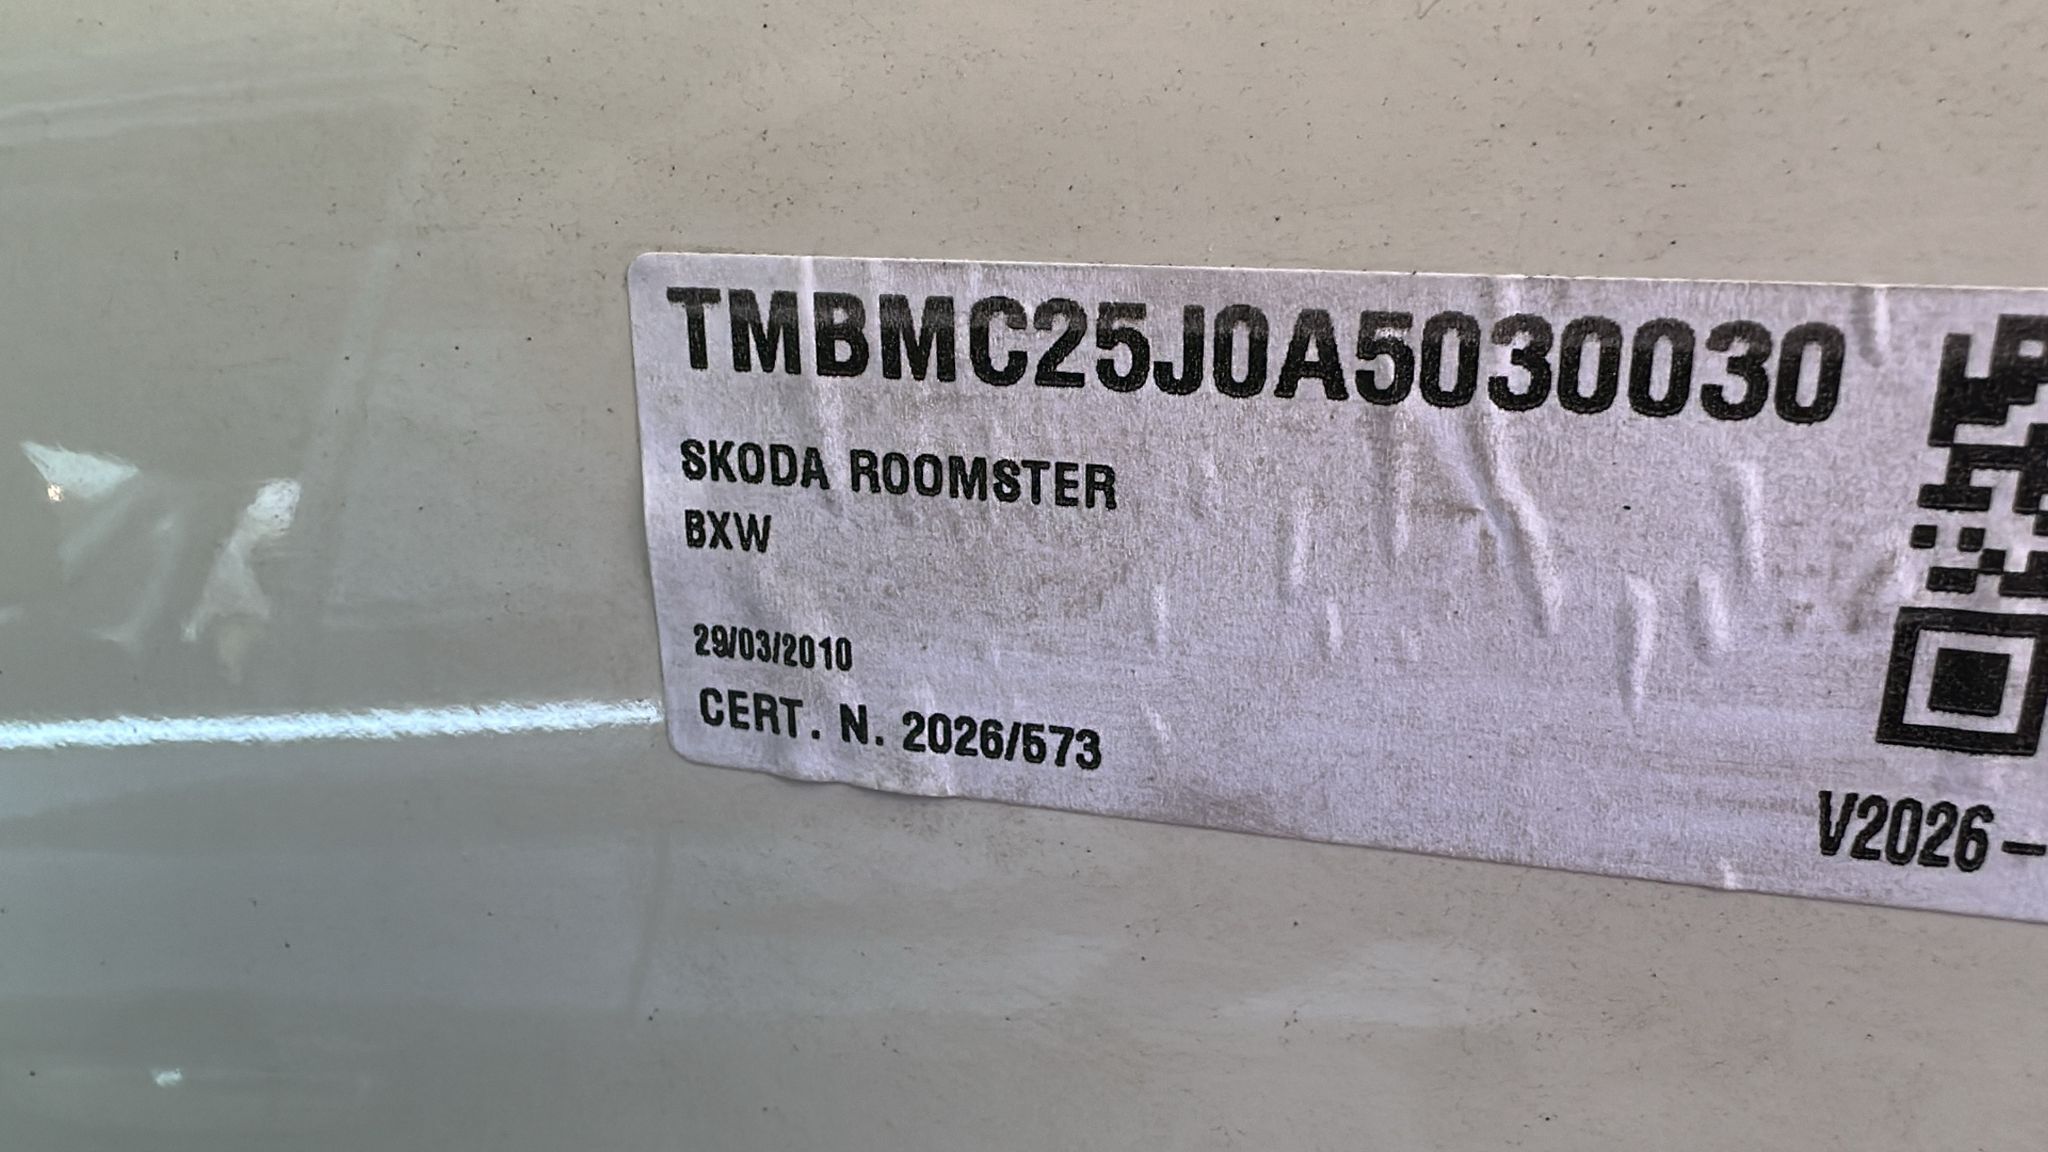 TMBMC25J0A5030030
SKODA ROOMSTER
BXW
29/03/2010
CERT. N. 2026/573
V2026-